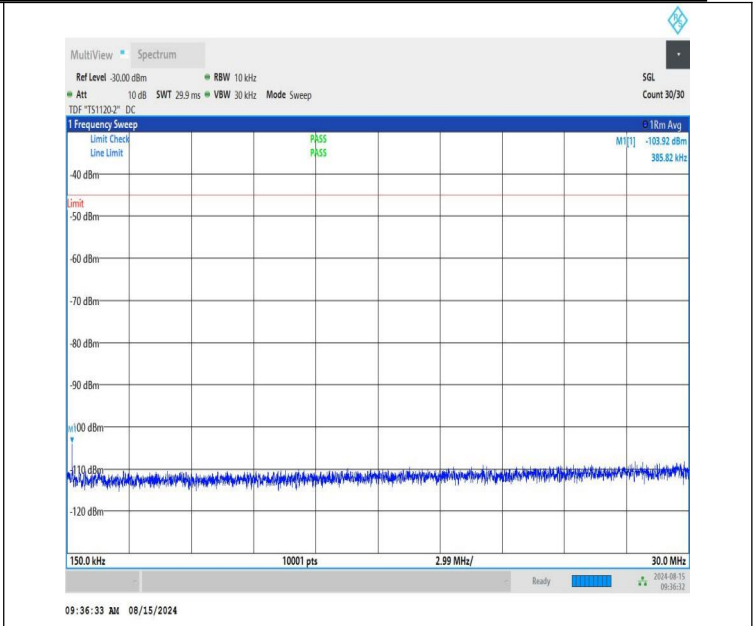 MultiView Spectrum
Ref Level -30.00 dBm RBW 10 kHz SGL
Att 10 dB SWT 29.9 ms VBW 30 kHz Mode Sweep Count 30/30
TDF "TS1120-2" DC
1 Frequency Sweep 1Rm Avg
Limit Check PASS M1[1] -103.92 dBm
Line Limit PASS 385.82 kHz
-40 dBm
Limit
-50 dBm
-60 dBm
-70 dBm
-80 dBm
-90 dBm
M1
-100 dBm
-110 dBm
-120 dBm
150.0 kHz 10001 pts 2.99 MHz/ 30.0 MHz
Ready 2024-08-15
09:36:32
09:36:33 AM 08/15/2024